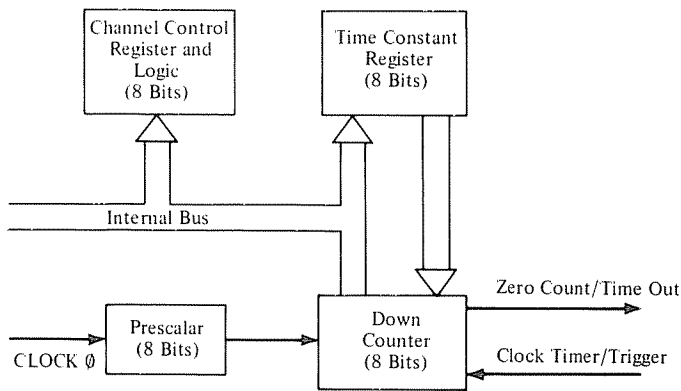 Channel Control
Register and
Logic
(8 Bits)
Time Constant
Register
(8 Bits)
Internal Bus
Prescalar
(8 Bits)
CLOCK ∅
Down
Counter
(8 Bits)
Zero Count/Time Out
Clock Timer/Trigger